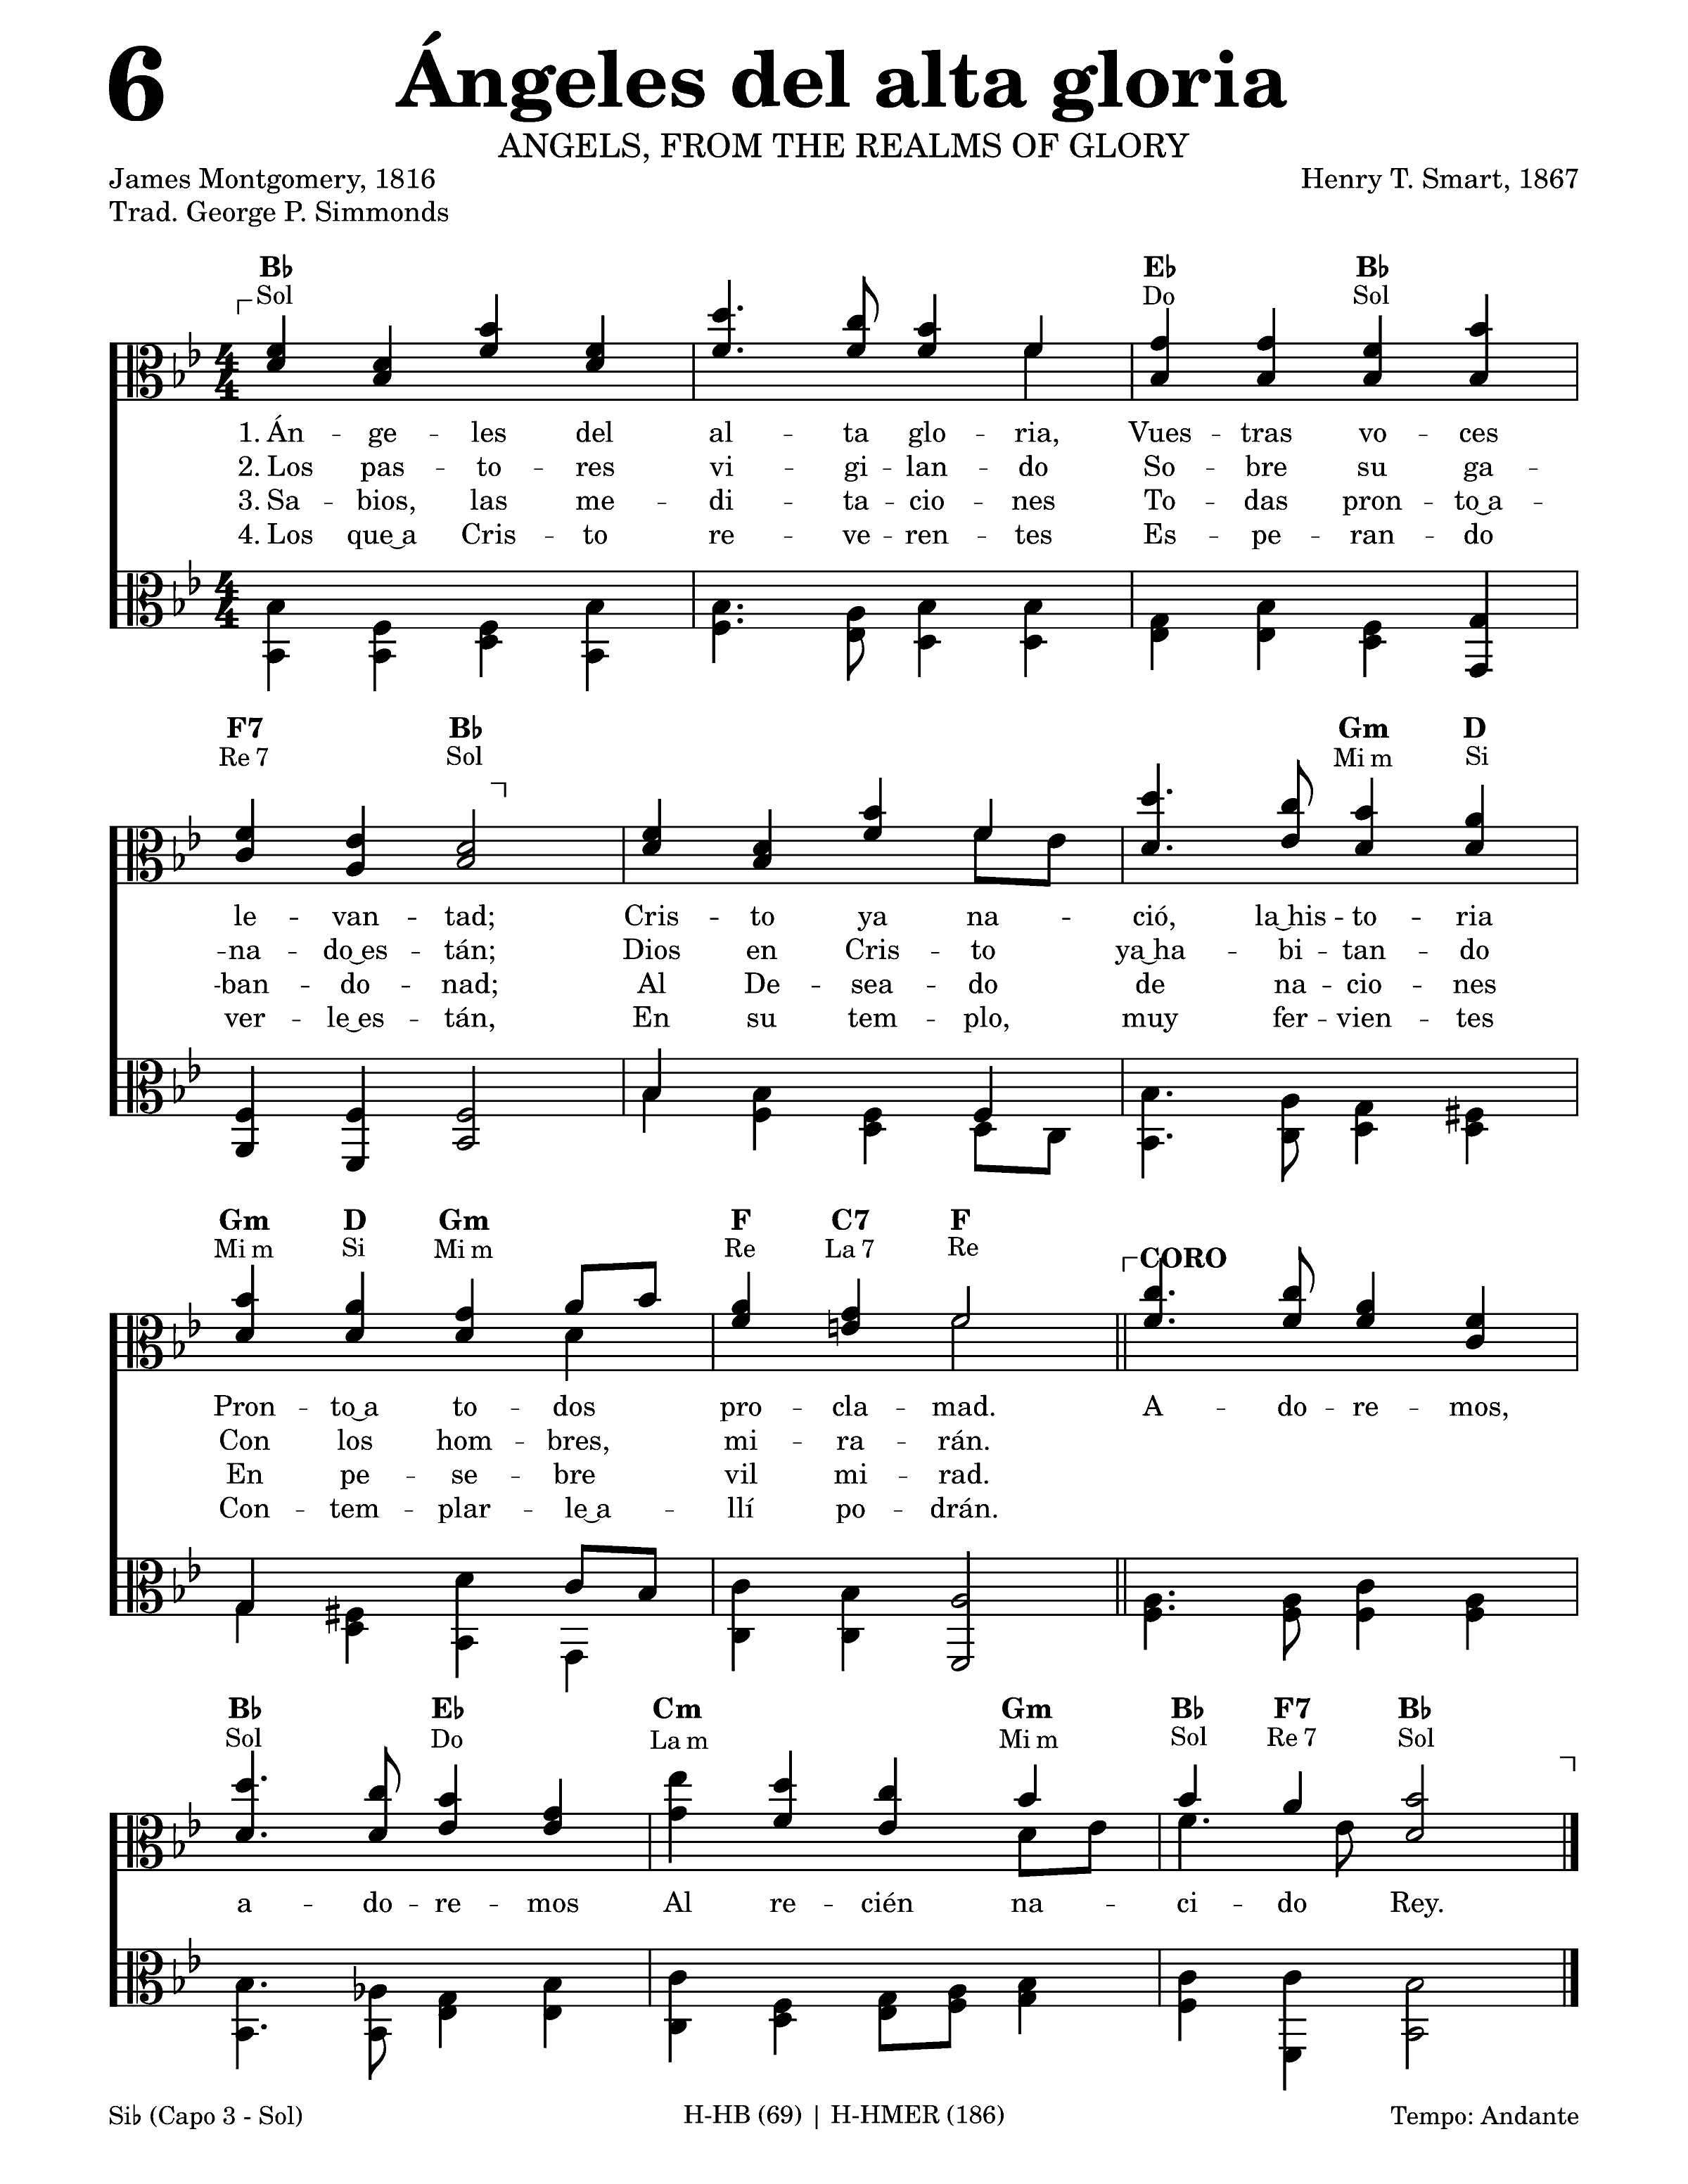 6 Ángeles del alta gloria
ANGELS, FROM THE REALMS OF GLORY
James Montgomery, 1816 Henry T. Smart, 1867
Trad. George P. Simmonds
B♭ E♭ B♭
Sol Do Sol
1. Án - ge - les del al - ta glo - ria, Vues - tras vo - ces
2. Los pas - to - res vi - gi - lan - do So - bre su ga -
3. Sa - bios, las me - di - ta - cio - nes To - das pron - to‿a -
4. Los que‿a Cris - to re - ve - ren - tes Es - pe - ran - do
F7 B♭ Gm D
Re 7 Sol Mi m Si
le - van - tad; Cris - to ya na - ció, la‿his - to - ria
- na - do‿es - tán; Dios en Cris - to ya‿ha - bi - tan - do
- ban - do - nad; Al De - sea - do de na - cio - nes
ver - le‿es - tán, En su tem - plo, muy fer - vien - tes
Gm D Gm F C7 F
Mi m Si Mi m Re La 7 Re CORO
Pron - to‿a to - dos pro - cla - mad. A - do - re - mos,
Con los hom - bres, mi - ra - rán.
En pe - se - bre vil mi - rad.
Con - tem - plar - le‿a - llí po - drán.
B♭ E♭ Cm Gm B♭ F7 B♭
Sol Do La m Mi m Sol Re 7 Sol
a - do - re - mos Al re - cién na - ci - do Rey.
Si♭ (Capo 3 - Sol) H-HB (69) | H-HMER (186) Tempo: Andante